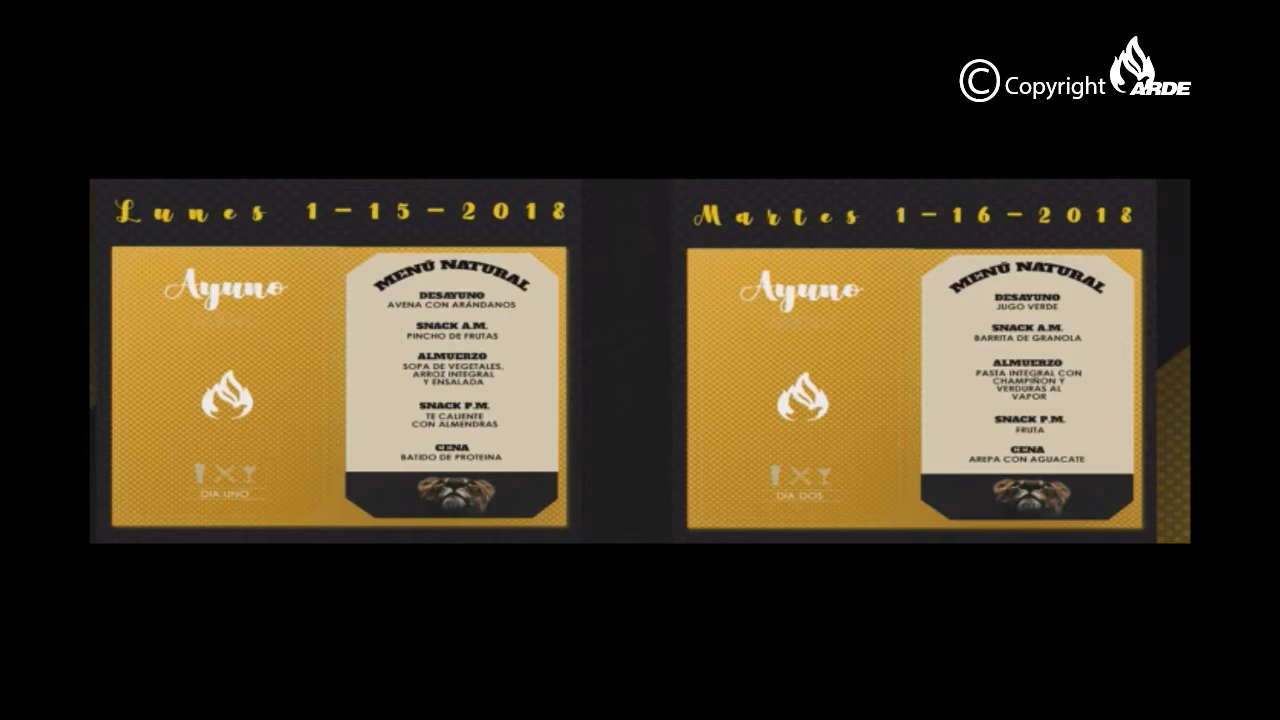 © Copyright ARDE
Lunes 1-15-2018
Ayuno
DIA UNO
MENÚ NATURAL
DESAYUNO
AVENA CON ARÁNDANOS
SNACK A.M.
PINCHO DE FRUTAS
ALMUERZO
SOPA DE VEGETALES,
ARROZ INTEGRAL
Y ENSALADA
SNACK P.M.
TE CALIENTE
CON ALMENDRAS
CENA
BATIDO DE PROTEINA
Martes 1-16-2018
Ayuno
DIA DOS
MENÚ NATURAL
DESAYUNO
JUGO VERDE
SNACK A.M.
BARRITA DE GRANOLA
ALMUERZO
PASTA INTEGRAL CON
CHAMPIÑON Y
VERDURAS AL
VAPOR
SNACK P.M.
FRUTA
CENA
AREPA CON AGUACATE